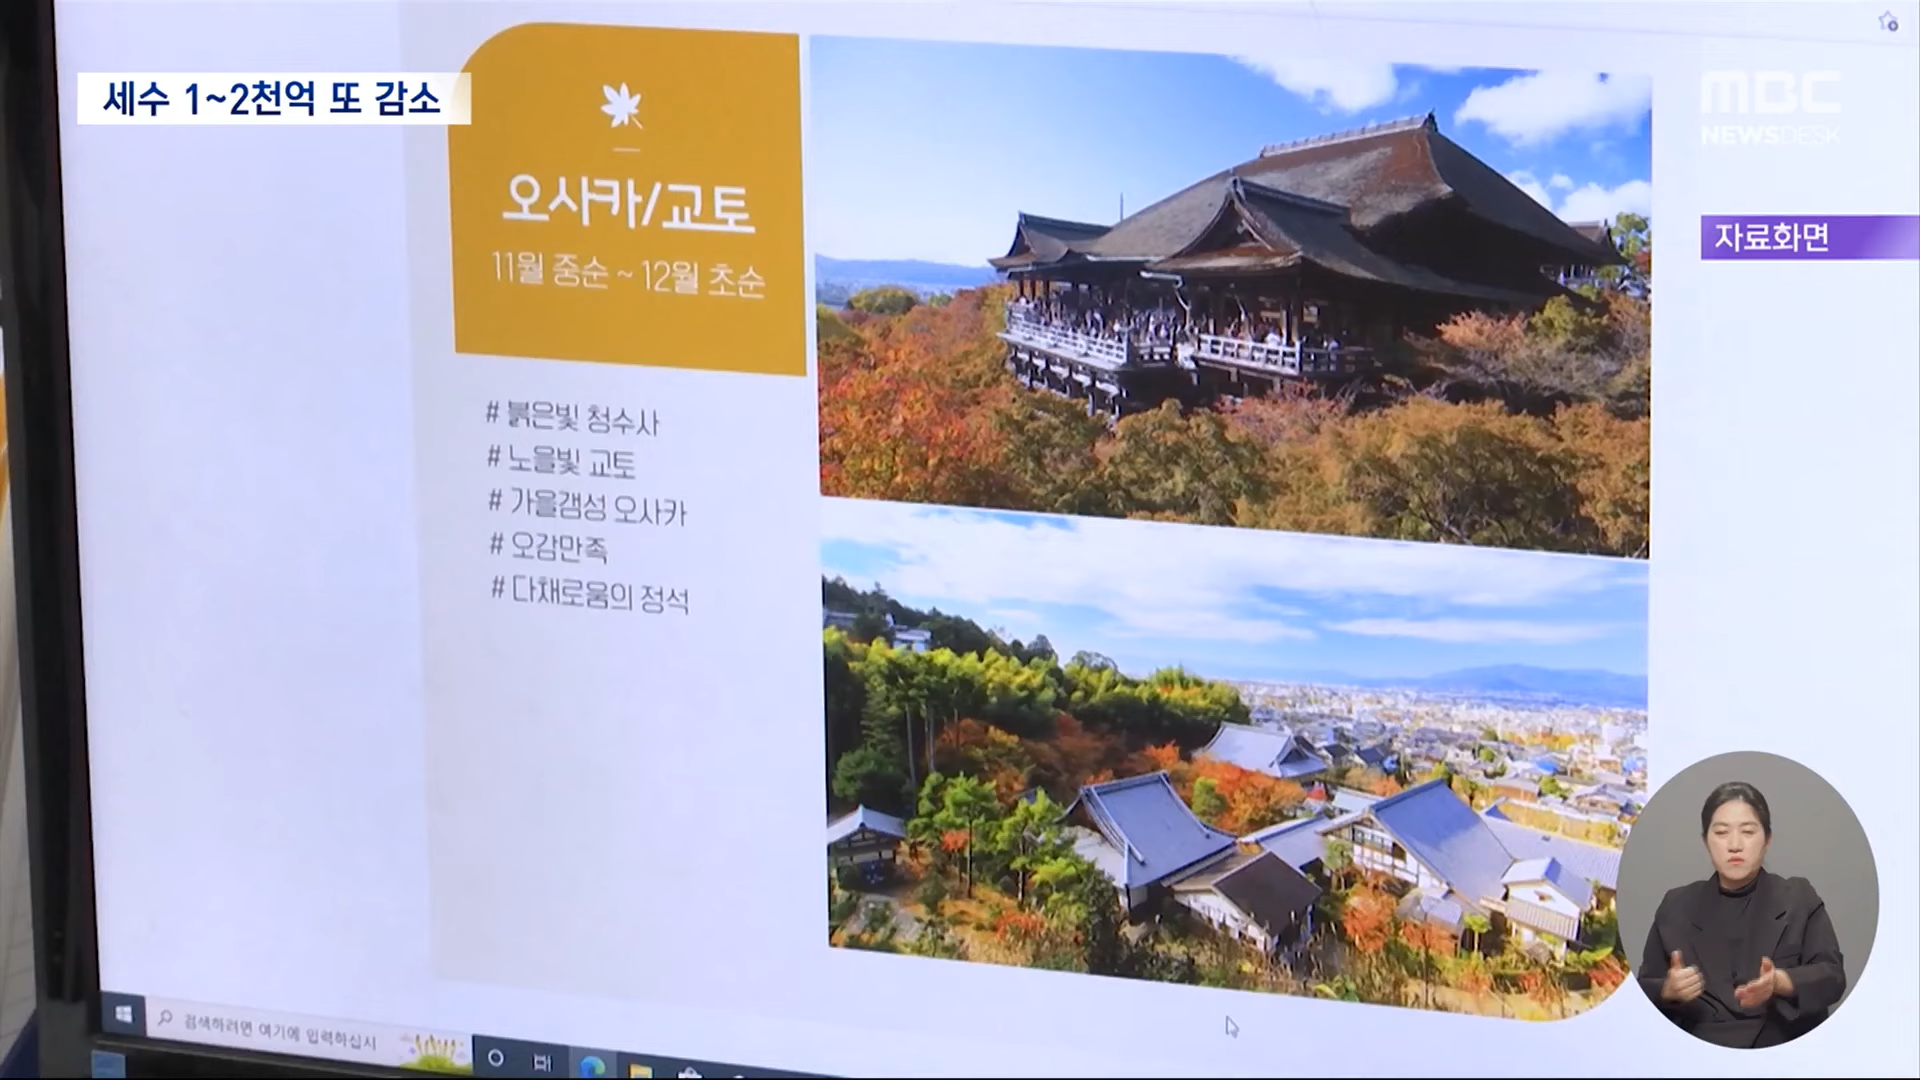 세수 1~2천억 또 감소
MBC
NEWSDESK
자료화면
오사카/교토
11월 중순 ~ 12월 초순
# 붉은빛 청수사
# 노을빛 교토
# 가을갬성 오사카
# 오감만족
# 다채로움의 정석
검색하려면 여기에 입력하십시